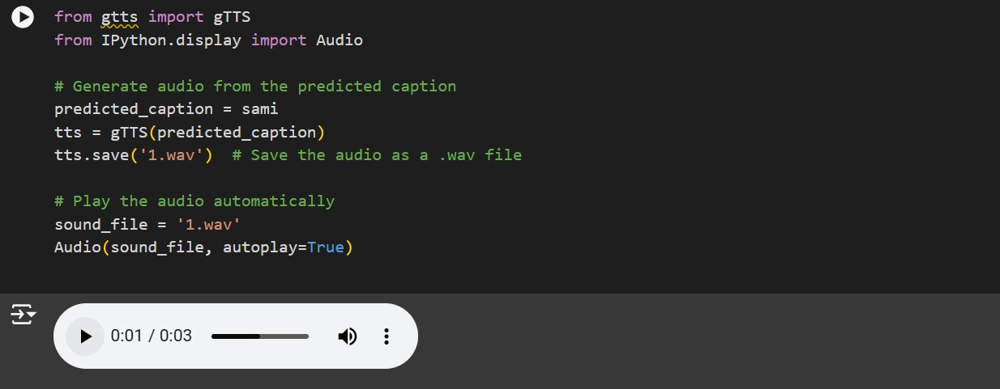 from gtts import gTTS
from IPython.display import Audio

# Generate audio from the predicted caption
predicted_caption = sami
tts = gTTS(predicted_caption)
tts.save('1.wav')  # Save the audio as a .wav file

# Play the audio automatically
sound_file = '1.wav'
Audio(sound_file, autoplay=True)

0:01 / 0:03